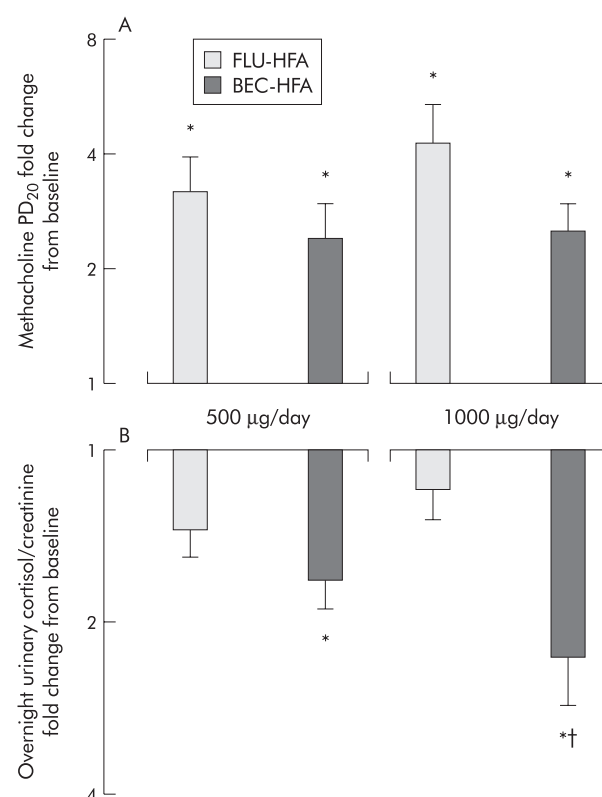 A
8
FLU-HFA
BEC-HFA
*
*
*
*
4
2
1
Methacholine PD20 fold change
from baseline
500 μg/day
1000 μg/day
B
1
2
4
*
*†
Overnight urinary cortisol/creatinine
fold change from baseline